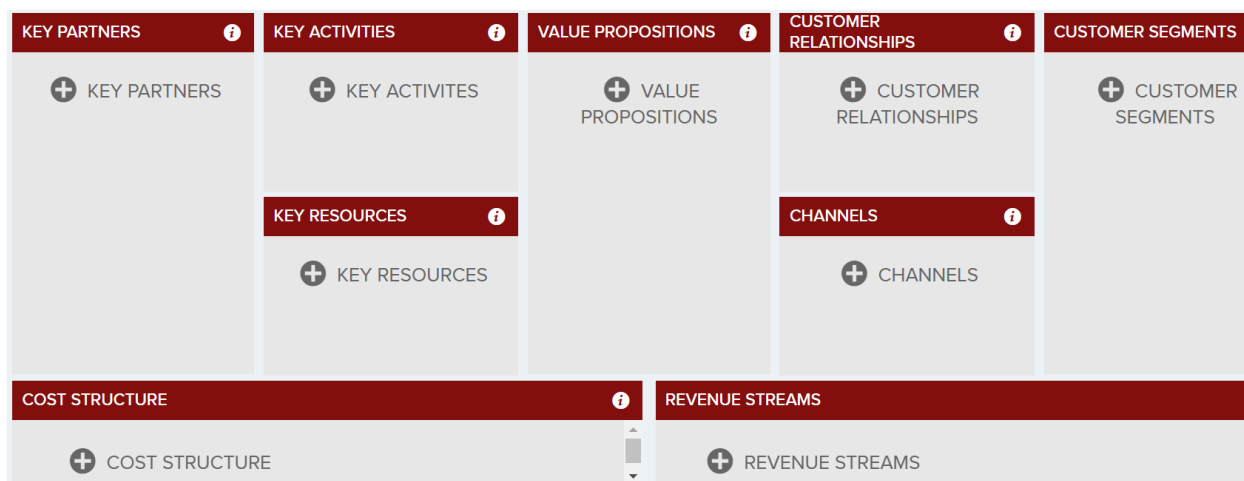 KEY PARTNERS
KEY PARTNERS
KEY ACTIVITIES
KEY ACTIVITES
KEY RESOURCES
KEY RESOURCES
VALUE PROPOSITIONS
VALUE
PROPOSITIONS
CUSTOMER
RELATIONSHIPS
CUSTOMER
RELATIONSHIPS
CHANNELS
CHANNELS
CUSTOMER SEGMENTS
CUSTOMER
SEGMENTS
COST STRUCTURE
COST STRUCTURE
REVENUE STREAMS
REVENUE STREAMS